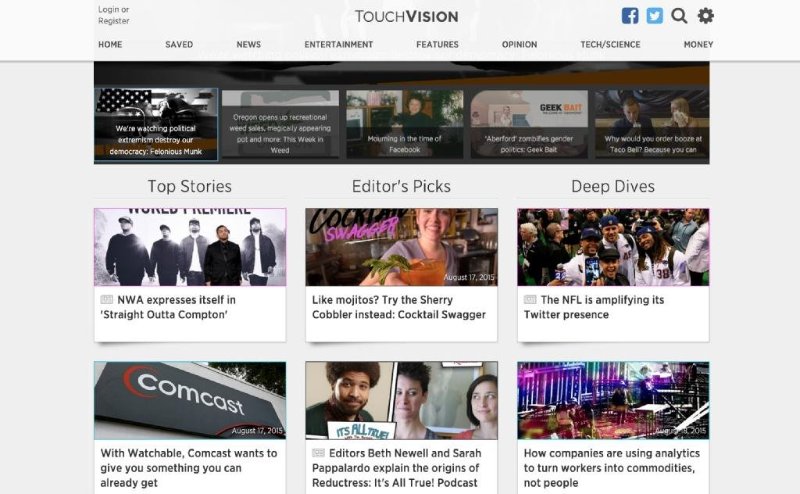 Login or
Register
TOUCHVISION
HOME
SAVED
NEWS
ENTERTAINMENT
FEATURES
OPINION
TECH/SCIENCE
MONEY
We're watching political
extremism destroy our
democracy: Felonious Munk
Oregon opens up recreational
weed sales, magically appearing
pot and more: This Week in
Weed
Mourning in the time of
Facebook
GEEK BAIT
'Aberford' zombifies gender
politics: Geek Bait
Why would you order booze at
Taco Bell? Because you can
Top Stories
Editor's Picks
Deep Dives
WORLD PREMIERE
NWA expresses itself in
'Straight Outta Compton'
COCKTAIL
SWAGGER
August 17, 2015
Like mojitos? Try the Sherry
Cobbler instead: Cocktail Swagger
The NFL is amplifying its
Twitter presence
comcast
August 17, 2015
With Watchable, Comcast wants to
give you something you can
already get
IT'S ALL TRUE!
Editors Beth Newell and Sarah
Pappalardo explain the origins of
Reductress: It's All True! Podcast
2015
How companies are using analytics
to turn workers into commodities,
not people